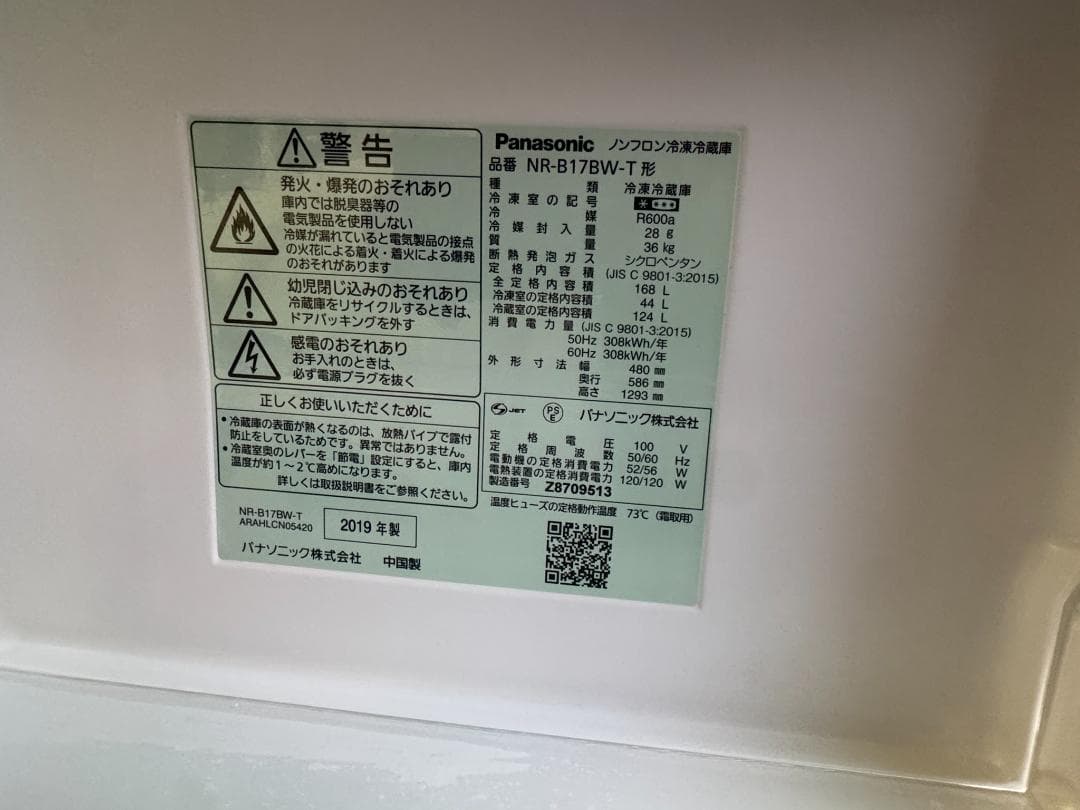 警告
発火・爆発のおそれあり
庫内では脱臭器等の
電気製品を使用しない
冷媒が漏れていると電気製品の接点
の火花による着火・着火による爆発
のおそれがあります
幼児閉じ込みのおそれあり
冷蔵庫をリサイクルするときは、
ドアパッキングを外す
感電のおそれあり
お手入れのときは、
必ず電源プラグを抜く
正しくお使いいただくために
・冷蔵庫の表面が熱くなるのは、放熱パイプで露付
防止をしているためです。異常ではありません。
・冷蔵室奥のレバーを「節電」設定にすると、庫内
温度が約1～2℃高めになります。
詳しくは取扱説明書をご参照ください。
NR-B17BW-T
ARAHLCN05420
2019年製
パナソニック株式会社 中国製
Panasonic ノンフロン冷凍冷蔵庫
品番 NR-B17BW-T 形
種類 冷凍冷蔵庫
冷凍室の記号
冷媒 R600a
冷媒封入量 28 g
質量 36 kg
断熱発泡ガス シクロペンタン
定格内容積 (JIS C 9801-3:2015)
全定格内容積 168 L
冷凍室の定格内容積 44 L
冷蔵室の定格内容積 124 L
消費電力量 (JIS C 9801-3:2015)
50Hz 308kWh/年
60Hz 308kWh/年
外形寸法 幅 480 mm
奥行 586 mm
高さ 1293 mm
S JET PS E パナソニック株式会社
定格電圧 100 V
定格周波数 50/60 Hz
電動機の定格消費電力 52/56 W
電熱装置の定格消費電力 120/120 W
製造番号 Z8709513
温度ヒューズの定格動作温度 73℃ (霜取用)